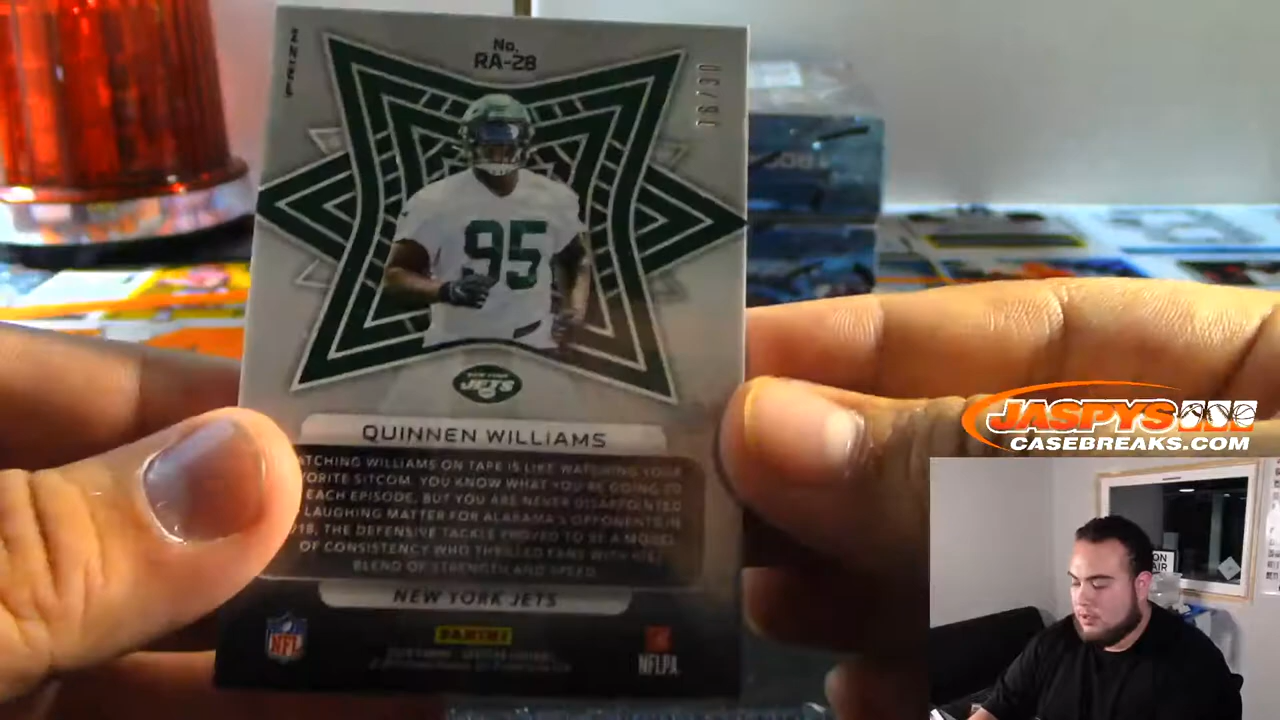 PRIZM
No.
RA-28
95
JETS
QUINNEN WILLIAMS
WATCHING WILLIAMS ON TAPE IS LIKE WATCHING YOUR
SITCOM. YOU KNOW WHAT YOU'RE GOING TO
EACH EPISODE, BUT YOU ARE NEVER DISAPPOINTED
LAUGHING MATTER FOR ALABAMA'S OPPONENTS IN
THE DEFENSIVE TACKLE PROVED TO BE A MODEL
OF CONSISTENCY WHO THRILLED FANS WITH HIS
BLEND OF STRENGTH AND SPEED.
NEW YORK JETS
NFL
PANINI
NFLPA
JASPYS
CASEBREAKS.COM
ON
AIR